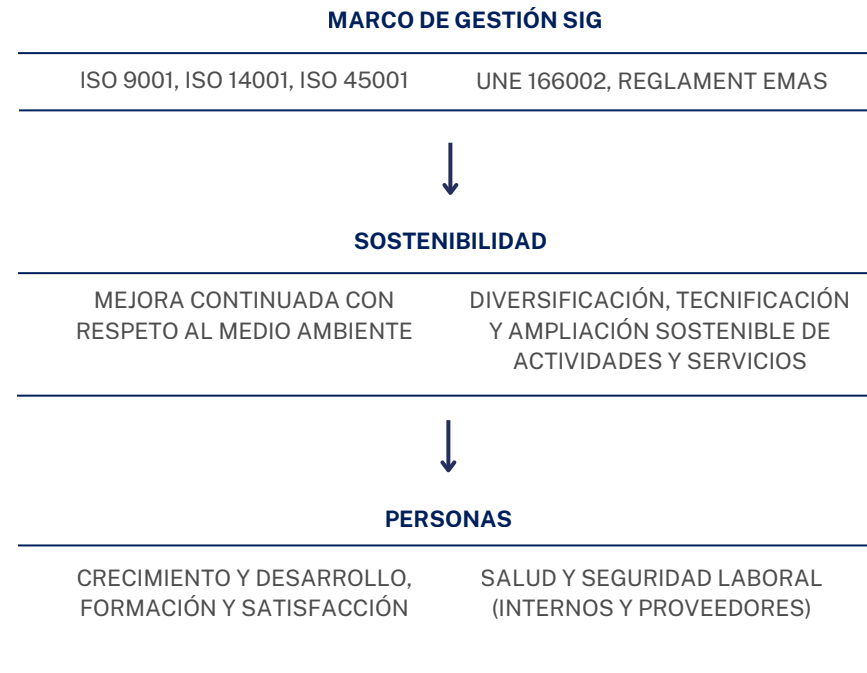 MARCO DE GESTIÓN SIG
ISO 9001, ISO 14001, ISO 45001
UNE 166002, REGLAMENT EMAS
SOSTENIBILIDAD
MEJORA CONTINUADA CON
RESPETO AL MEDIO AMBIENTE
DIVERSIFICACIÓN, TECNIFICACIÓN
Y AMPLIACIÓN SOSTENIBLE DE
ACTIVIDADES Y SERVICIOS
PERSONAS
CRECIMIENTO Y DESARROLLO,
FORMACIÓN Y SATISFACCIÓN
SALUD Y SEGURIDAD LABORAL
(INTERNOS Y PROVEEDORES)